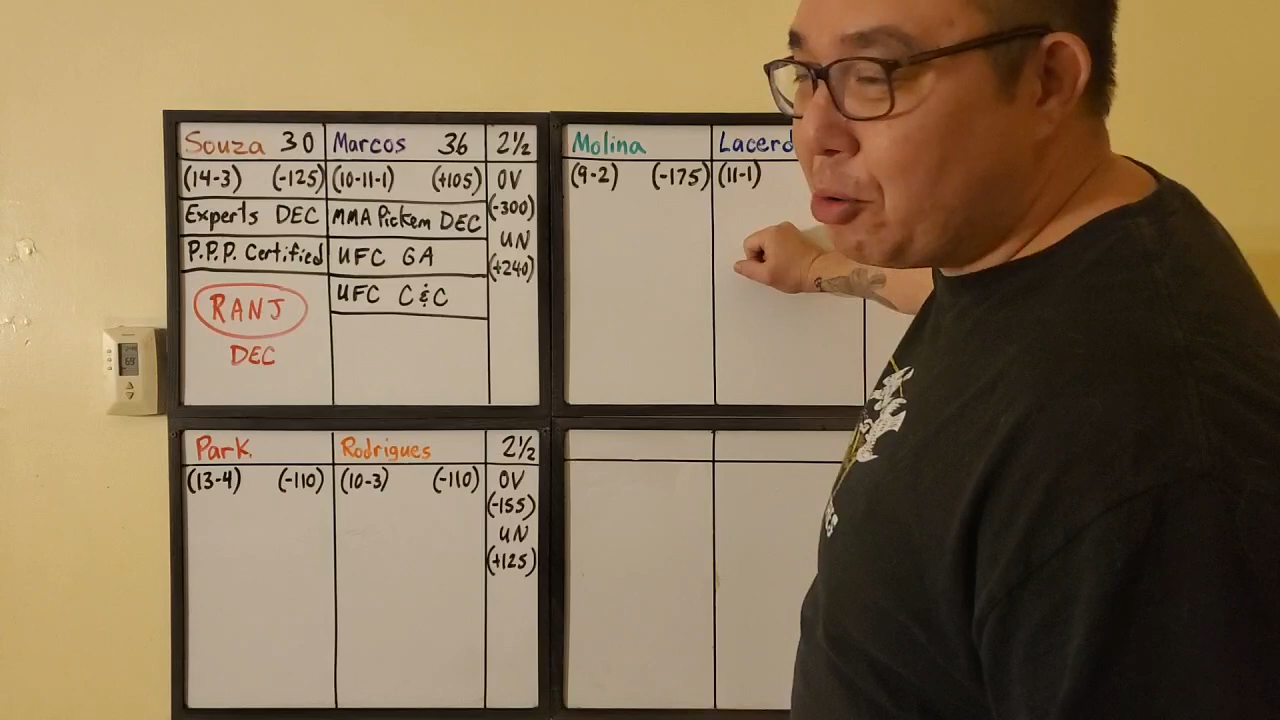 Souza 30 Marcos 36 2½
(14-3) (-125) (10-11-1) (+105) OV
(-300)
Experts DEC MMA Pickem DEC
UN
P.P.P. Certified UFC GA
(+240)
UFC C&C
RANJ
DEC
Molina Lacerd
(9-2) (-175) (11-1)
Park Rodrigues 2½
(13-4) (-110) (10-3) (-110) OV
(-155)
UN
(+125)